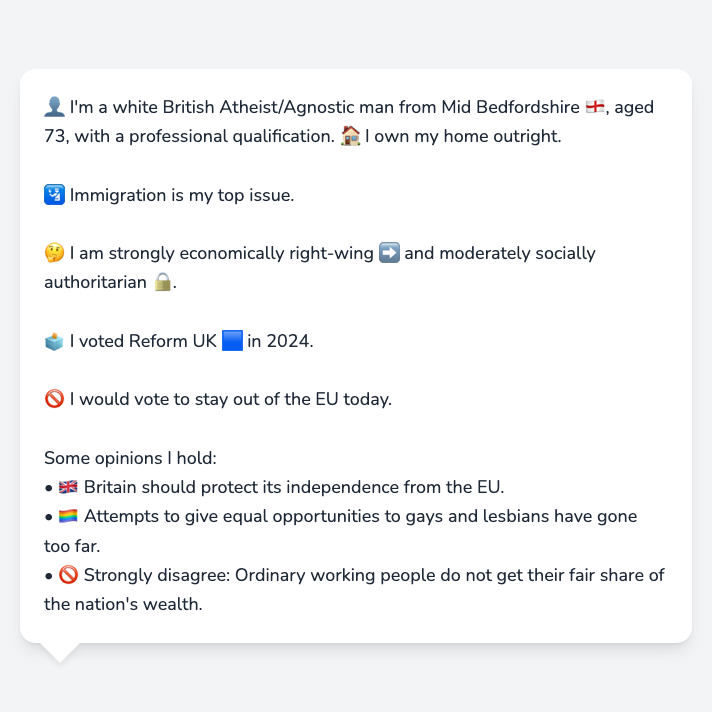 👤 I'm a white British Atheist/Agnostic man from Mid Bedfordshire 🏴󠁧󠁢󠁥󠁮󠁧󠁿, aged
73, with a professional qualification. 🏠 I own my home outright.
🛂 Immigration is my top issue.
🤔 I am strongly economically right-wing ➡️ and moderately socially
authoritarian 🔒.
🗳️ I voted Reform UK 🟦 in 2024.
🚫 I would vote to stay out of the EU today.
Some opinions I hold:
• 🇬🇧 Britain should protect its independence from the EU.
• 🏳️‍🌈 Attempts to give equal opportunities to gays and lesbians have gone
too far.
• 🚫 Strongly disagree: Ordinary working people do not get their fair share of
the nation's wealth.